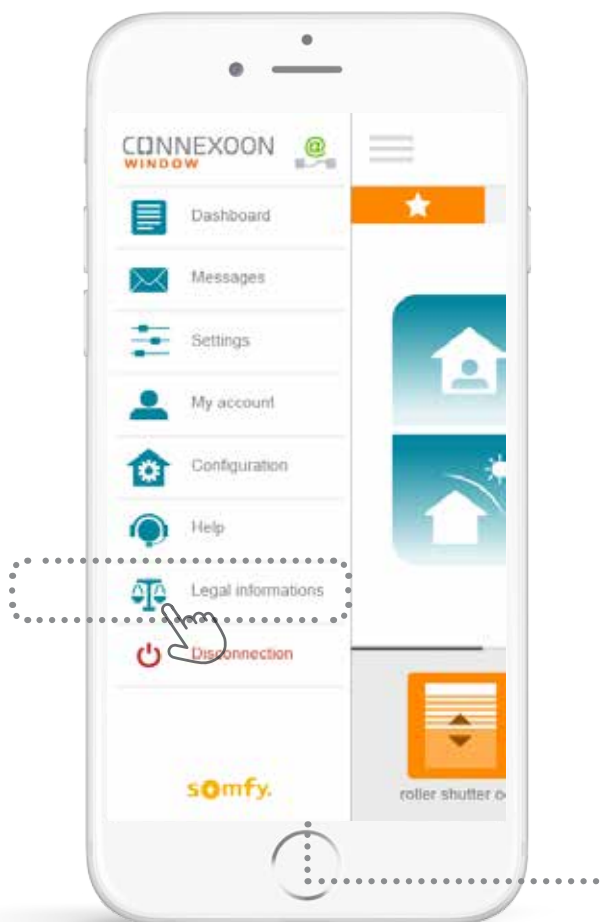 CONNEXOON
WINDOW
@
Dashboard
Messages
Settings
My account
Configuration
Help
Legal informations
Disconnection
somfy.
roller shutter o